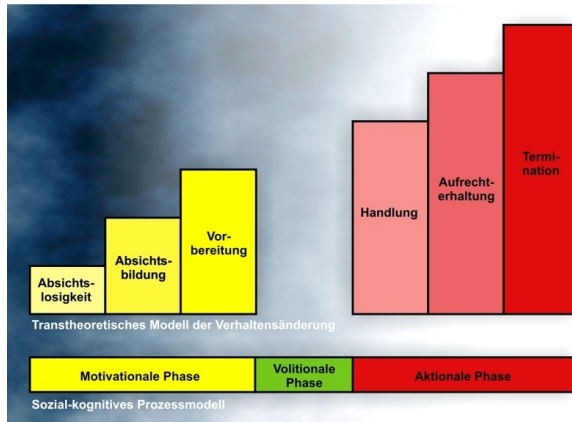 Absichts-
losigkeit
Absichts-
bildung
Vor-
bereitung
Handlung
Aufrecht-
erhaltung
Termi-
nation
Transtheoretisches Modell der Verhaltensänderung
Motivationale Phase
Volitionale
Phase
Aktionale Phase
Sozial-kognitives Prozessmodell